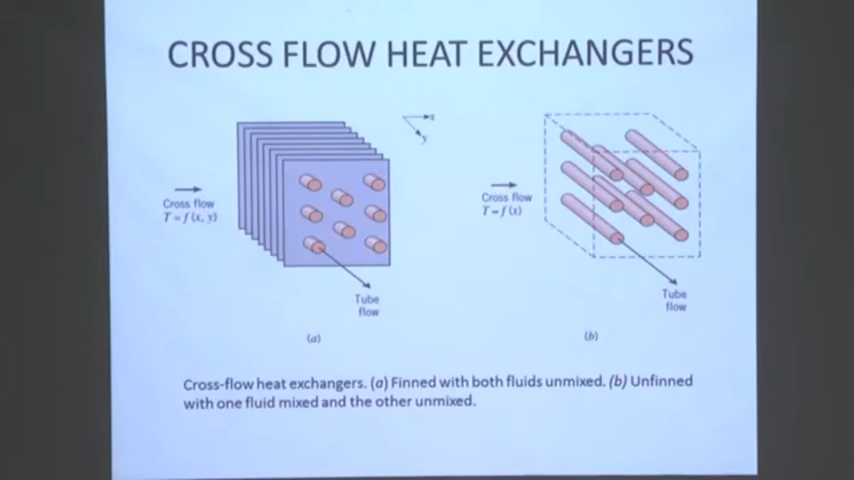 CROSS FLOW HEAT EXCHANGERS
x
y
Cross flow
T = f (x, y)
Tube
flow
(a)
Cross flow
T = f (x)
Tube
flow
(b)
Cross-flow heat exchangers. (a) Finned with both fluids unmixed. (b) Unfinned
with one fluid mixed and the other unmixed.